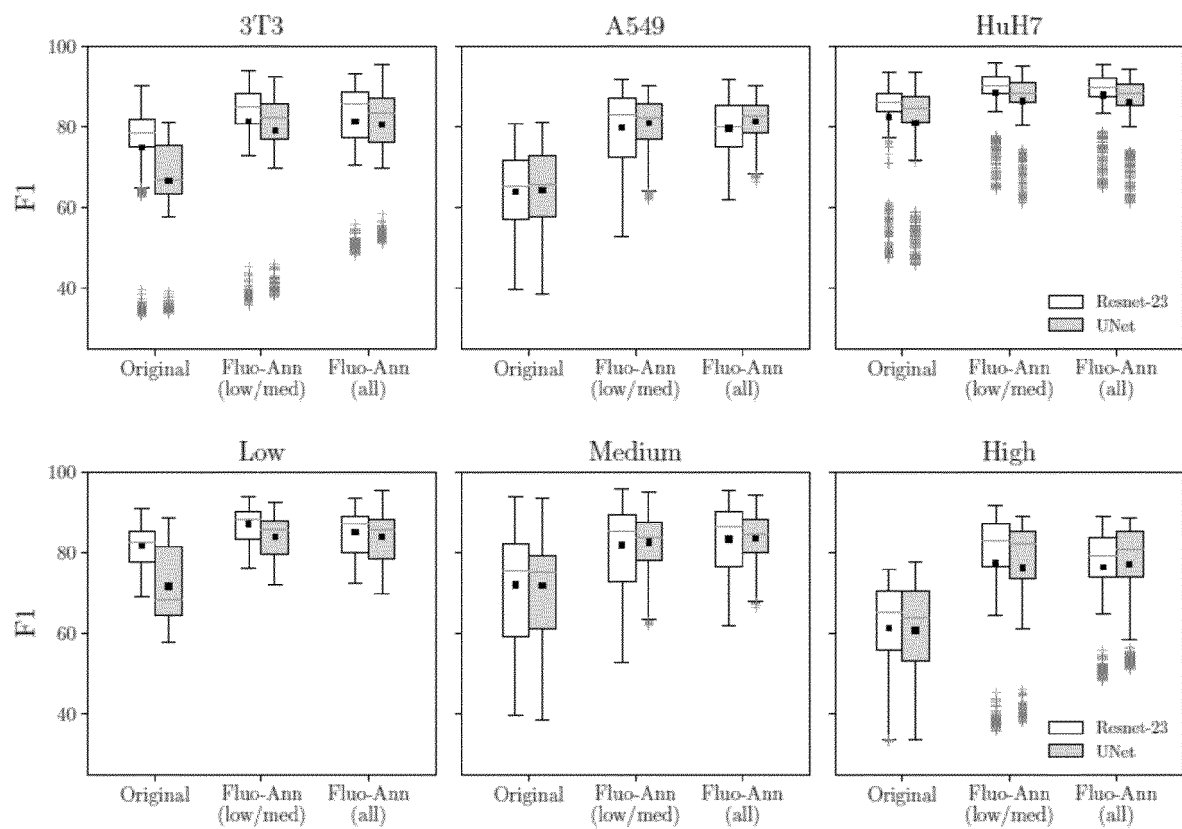 3T3 A549 HuH7
100
80
60
40
F1
Resnet-23
UNet
Original Fluo-Ann Fluo-Ann Original Fluo-Ann Fluo-Ann Original Fluo-Ann Fluo-Ann
(low/med) (all) (low/med) (all) (low/med) (all)
Low Medium High
100
80
60
40
F1
Resnet-23
UNet
Original Fluo-Ann Fluo-Ann Original Fluo-Ann Fluo-Ann Original Fluo-Ann Fluo-Ann
(low/med) (all) (low/med) (all) (low/med) (all)